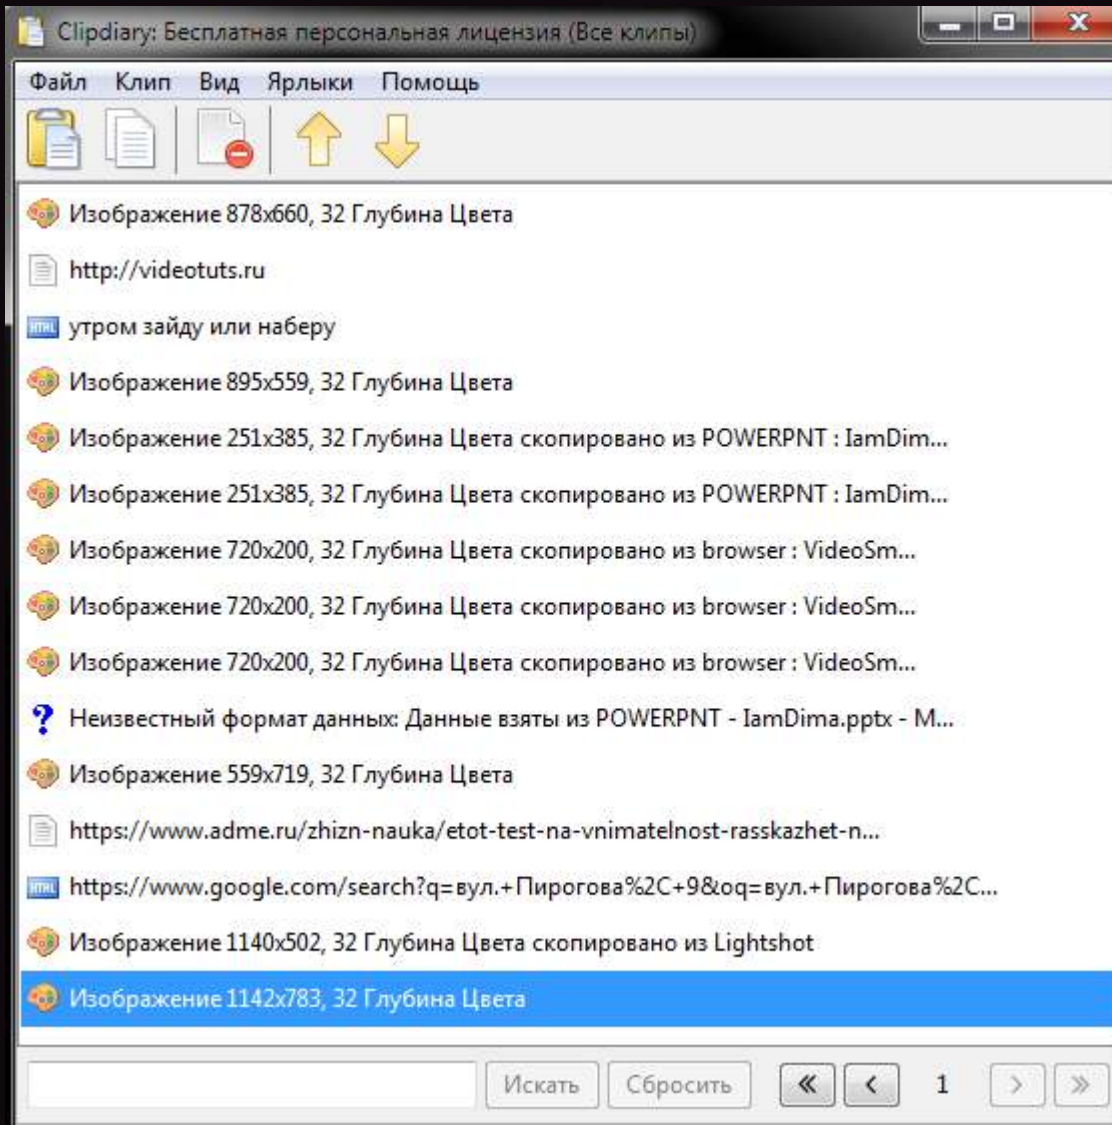 Clipdiary: Бесплатная персональная лицензия (Все клипы)
Файл Клип Вид Ярлыки Помощь
Изображение 878x660, 32 Глубина Цвета
http://videotuts.ru
HTML утром зайду или наберу
Изображение 895x559, 32 Глубина Цвета
Изображение 251x385, 32 Глубина Цвета скопировано из POWERPNT : IamDim...
Изображение 251x385, 32 Глубина Цвета скопировано из POWERPNT : IamDim...
Изображение 720x200, 32 Глубина Цвета скопировано из browser : VideoSm...
Изображение 720x200, 32 Глубина Цвета скопировано из browser : VideoSm...
Изображение 720x200, 32 Глубина Цвета скопировано из browser : VideoSm...
? Неизвестный формат данных: Данные взяты из POWERPNT - IamDima.pptx - M...
Изображение 559x719, 32 Глубина Цвета
https://www.adme.ru/zhizn-nauka/etot-test-na-vnimatelnost-rasskazhet-n...
HTML https://www.google.com/search?q=вул.+Пирогова%2C+9&oq=вул.+Пирогова%2C...
Изображение 1140x502, 32 Глубина Цвета скопировано из Lightshot
Изображение 1142x783, 32 Глубина Цвета
Искать Сбросить « < 1 > »